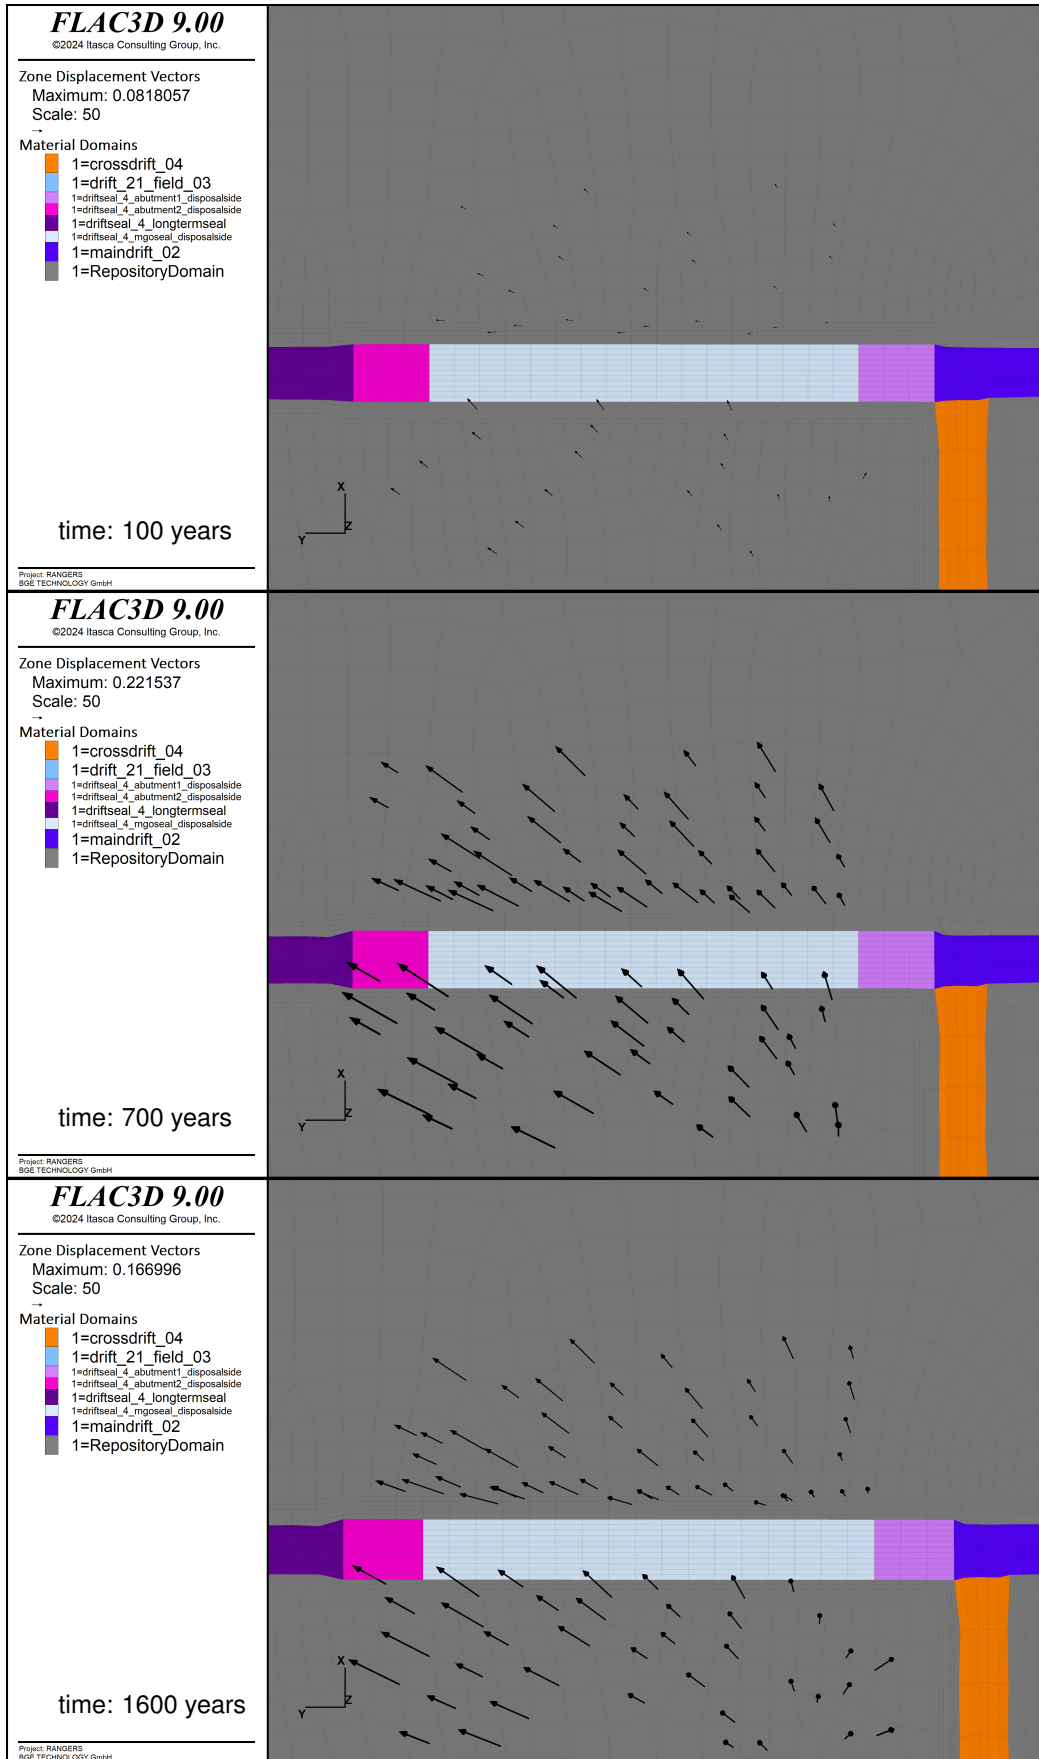 FLAC3D 9.00
©2024 Itasca Consulting Group, Inc.
Zone Displacement Vectors
Maximum: 0.0818057
Scale: 50
Material Domains
1=crossdrift_04
1=drift_21_field_03
1=driftseal_4_abutment1_disposalside
1=driftseal_4_abutment2_disposalside
1=driftseal_4_longtermseal
1=driftseal_4_mgoseal_disposalside
1=maindrift_02
1=RepositoryDomain
X
Y
Z
time: 100 years
Project: RANGERS
BGE TECHNOLOGY GmbH
FLAC3D 9.00
©2024 Itasca Consulting Group, Inc.
Zone Displacement Vectors
Maximum: 0.221537
Scale: 50
Material Domains
1=crossdrift_04
1=drift_21_field_03
1=driftseal_4_abutment1_disposalside
1=driftseal_4_abutment2_disposalside
1=driftseal_4_longtermseal
1=driftseal_4_mgoseal_disposalside
1=maindrift_02
1=RepositoryDomain
X
Y
Z
time: 700 years
Project: RANGERS
BGE TECHNOLOGY GmbH
FLAC3D 9.00
©2024 Itasca Consulting Group, Inc.
Zone Displacement Vectors
Maximum: 0.166996
Scale: 50
Material Domains
1=crossdrift_04
1=drift_21_field_03
1=driftseal_4_abutment1_disposalside
1=driftseal_4_abutment2_disposalside
1=driftseal_4_longtermseal
1=driftseal_4_mgoseal_disposalside
1=maindrift_02
1=RepositoryDomain
X
Y
Z
time: 1600 years
Project: RANGERS
BGE TECHNOLOGY GmbH